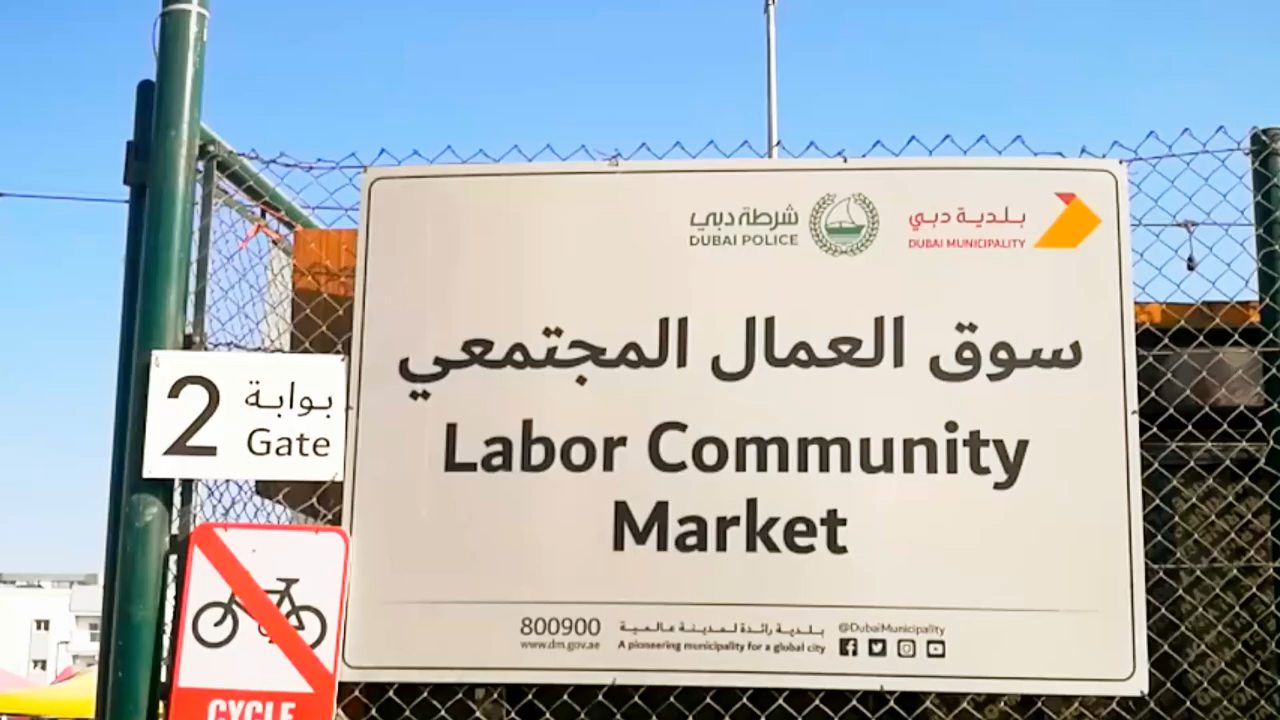 شرطة دبي
DUBAI POLICE
بلدية دبي
DUBAI MUNICIPALITY
سوق العمال المجتمعي
Labor Community
Market
800900
www.dm.gov.ae
بلدية رائدة لمدينة عالمية
A pioneering municipality for a global city
@DubaiMunicipality
2
بوابة
Gate
CYCLE